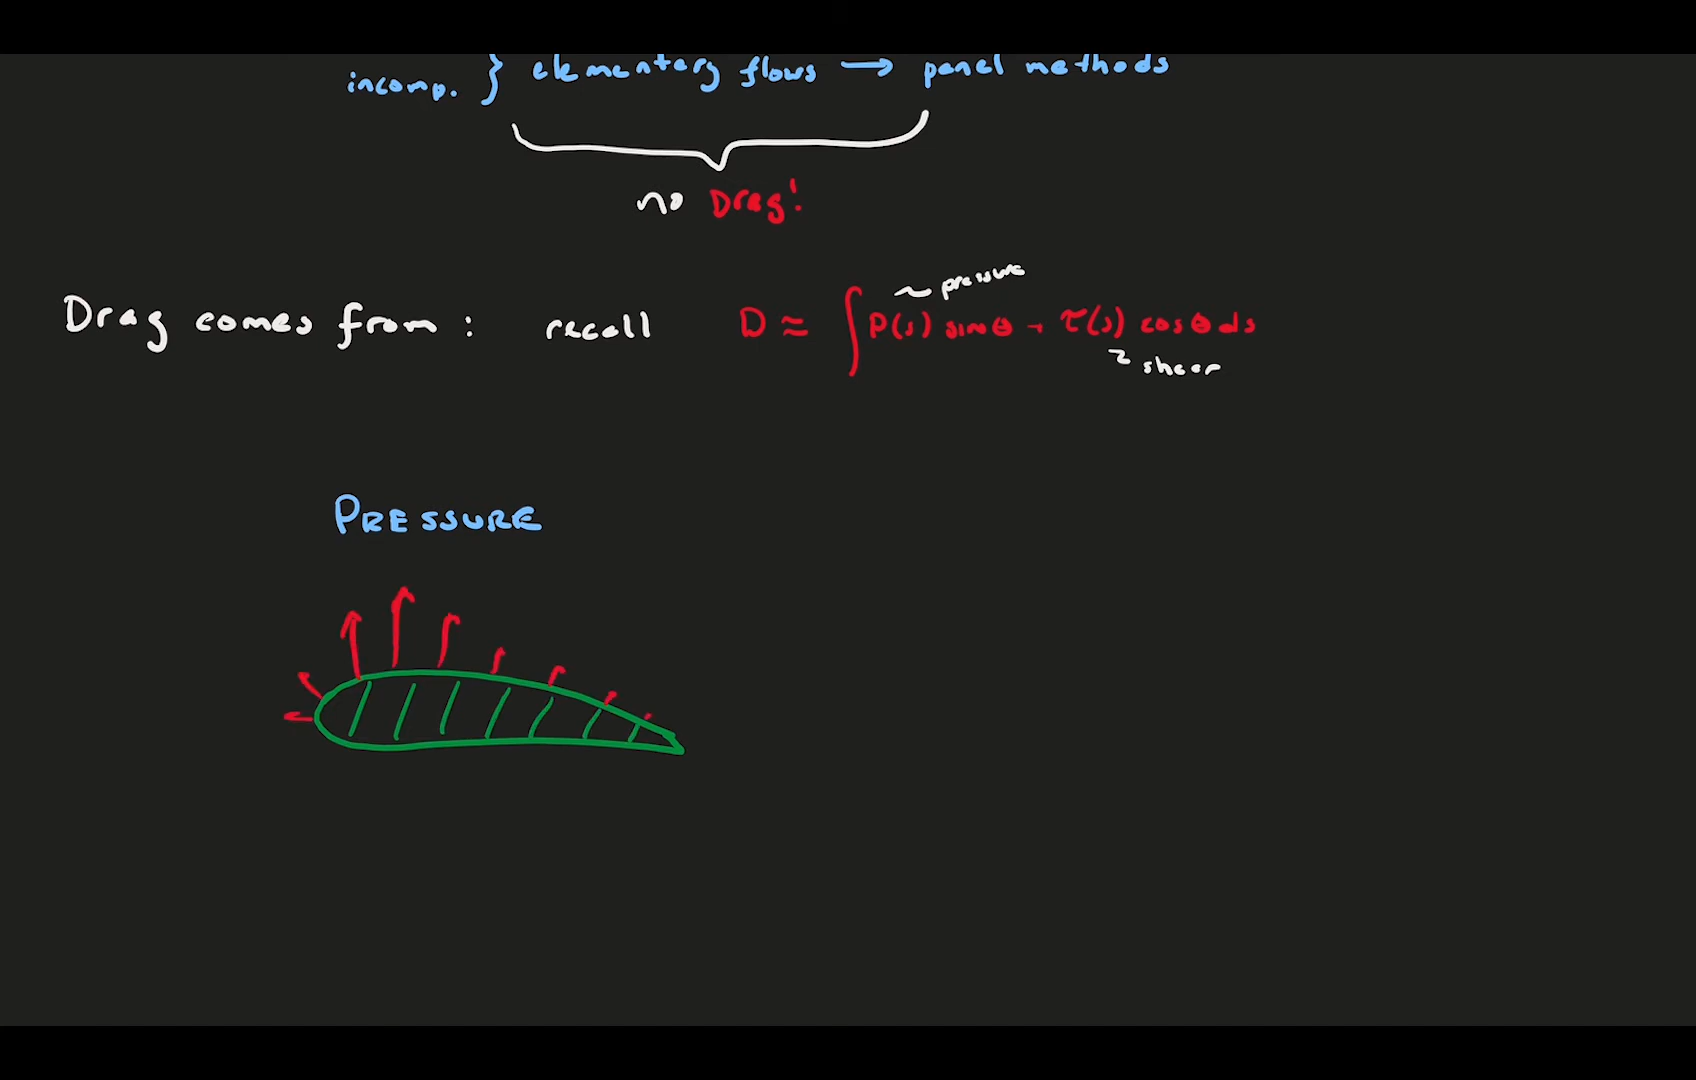 incomp. } elementary flows → panel methods
no Drag!
~ pressure
Drag comes from : recall D ≈ ∫ P(s) sinθ + τ(s) cosθ ds
~ shear
PRESSURE